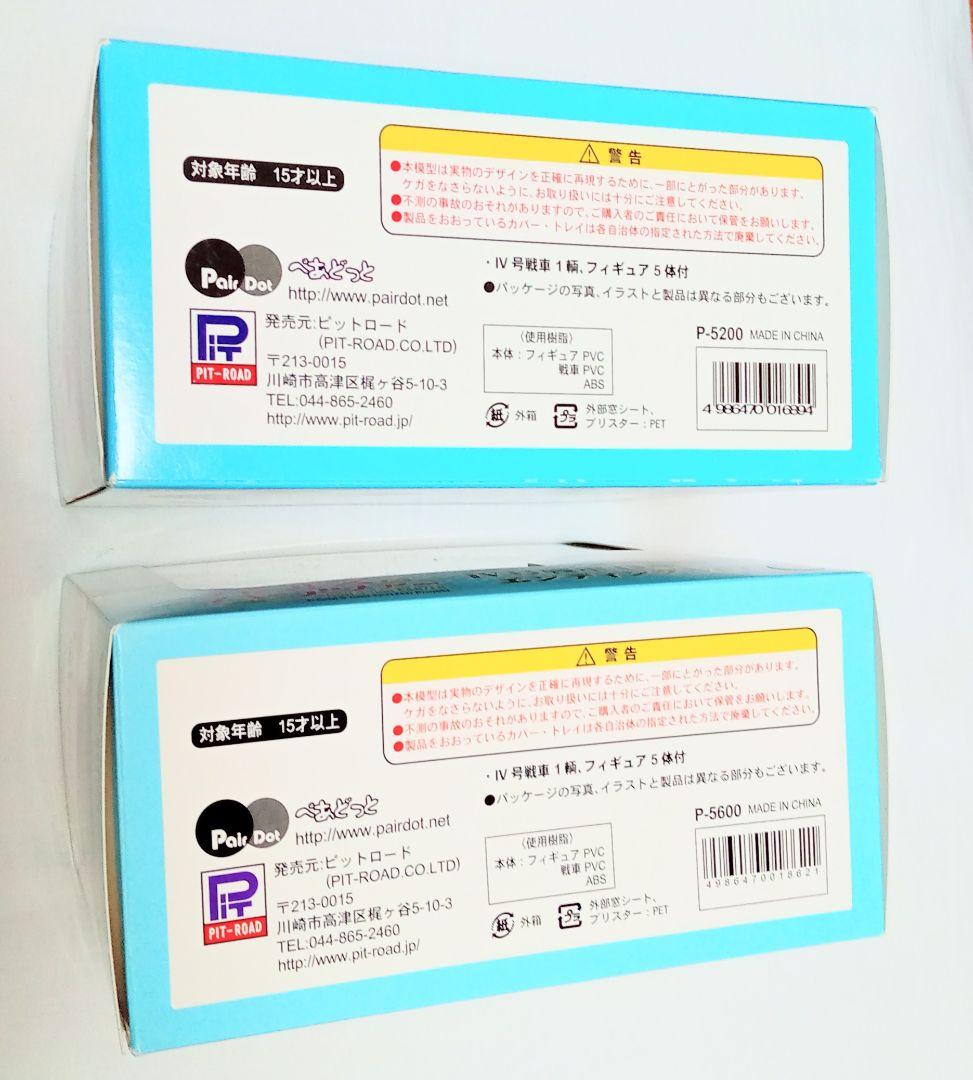 対象年齢 15才以上
警告
●本模型は実物のデザインを正確に再現するために、一部にとがった部分があります。
ケガをなさらないように、お取り扱いには十分にご注意してください。
●不測の事故のおそれがありますので、ご購入者のご責任において保管をお願いします。
●製品をおおっているカバー・トレイは各自治体の指定された方法で廃棄してください。
・Ⅳ号戦車1輌、フィギュア5体付
●パッケージの写真、イラストと製品は異なる部分もございます。
Pair Dot
ぺあどっと
http://www.pairdot.net
PIT
PIT-ROAD
発売元:ピットロード
(PIT-ROAD.CO.LTD)
〒213-0015
川崎市高津区梶ヶ谷5-10-3
TEL:044-865-2460
http://www.pit-road.jp/
〈使用樹脂〉
本体:フィギュア PVC
戦車 PVC
ABS
紙 外箱
プラ 外部窓シート、
ブリスター:PET
P-5200 MADE IN CHINA
4986470016894
対象年齢 15才以上
警告
●本模型は実物のデザインを正確に再現するために、一部にとがった部分があります。
ケガをなさらないように、お取り扱いには十分にご注意してください。
●不測の事故のおそれがありますので、ご購入者のご責任において保管をお願いします。
●製品をおおっているカバー・トレイは各自治体の指定された方法で廃棄してください。
・Ⅳ号戦車1輌、フィギュア5体付
●パッケージの写真、イラストと製品は異なる部分もございます。
Pair Dot
ぺあどっと
http://www.pairdot.net
PIT
PIT-ROAD
発売元:ピットロード
(PIT-ROAD.CO.LTD)
〒213-0015
川崎市高津区梶ヶ谷5-10-3
TEL:044-865-2460
http://www.pit-road.jp/
〈使用樹脂〉
本体:フィギュア PVC
戦車 PVC
ABS
紙 外箱
プラ 外部窓シート、
ブリスター:PET
P-5600 MADE IN CHINA
4986470018621